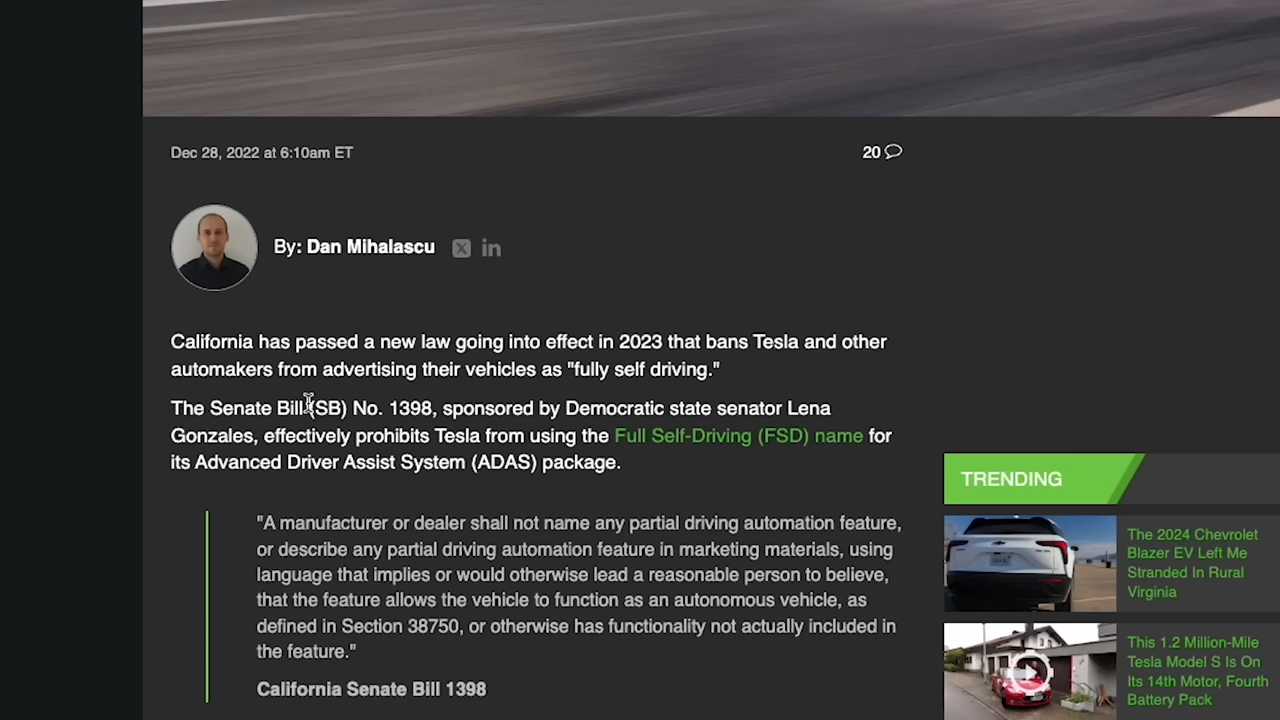 Dec 28, 2022 at 6:10am ET
20
By: Dan Mihalascu
California has passed a new law going into effect in 2023 that bans Tesla and other
automakers from advertising their vehicles as "fully self driving."
The Senate Bill (SB) No. 1398, sponsored by Democratic state senator Lena
Gonzales, effectively prohibits Tesla from using the Full Self-Driving (FSD) name for
its Advanced Driver Assist System (ADAS) package.
"A manufacturer or dealer shall not name any partial driving automation feature,
or describe any partial driving automation feature in marketing materials, using
language that implies or would otherwise lead a reasonable person to believe,
that the feature allows the vehicle to function as an autonomous vehicle, as
defined in Section 38750, or otherwise has functionality not actually included in
the feature."
California Senate Bill 1398
TRENDING
The 2024 Chevrolet
Blazer EV Left Me
Stranded In Rural
Virginia
This 1.2 Million-Mile
Tesla Model S Is On
Its 14th Motor, Fourth
Battery Pack